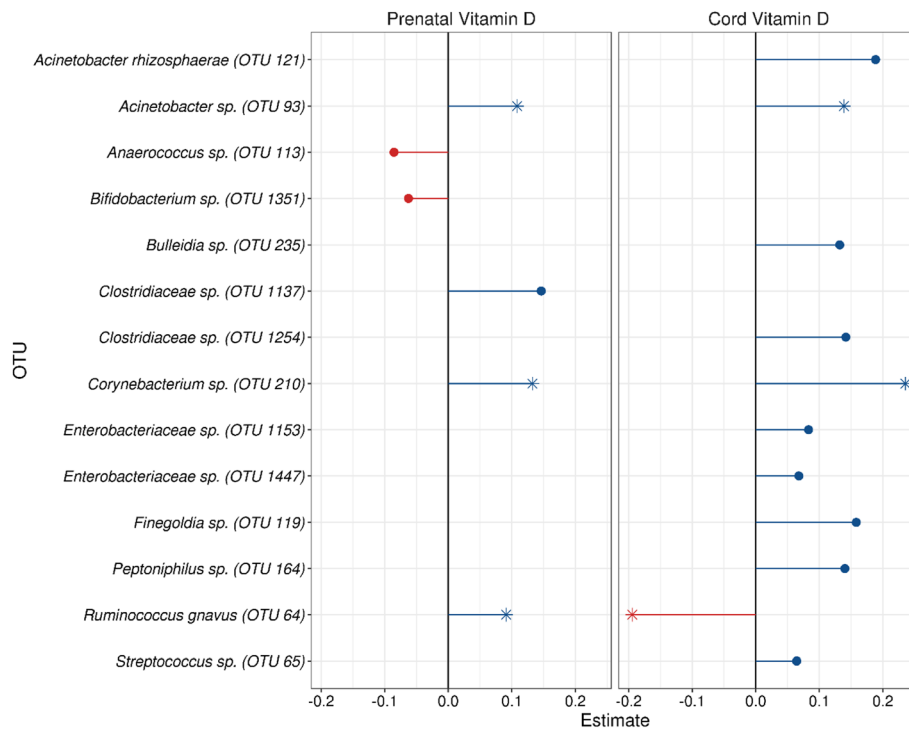 Prenatal Vitamin D
Cord Vitamin D
Acinetobacter rhizosphaerae (OTU 121)
Acinetobacter sp. (OTU 93)
Anaerococcus sp. (OTU 113)
Bifidobacterium sp. (OTU 1351)
Bulleidia sp. (OTU 235)
Clostridiaceae sp. (OTU 1137)
Clostridiaceae sp. (OTU 1254)
Corynebacterium sp. (OTU 210)
Enterobacteriaceae sp. (OTU 1153)
Enterobacteriaceae sp. (OTU 1447)
Finegoldia sp. (OTU 119)
Peptoniphilus sp. (OTU 164)
Ruminococcus gnavus (OTU 64)
Streptococcus sp. (OTU 65)
OTU
-0.2 -0.1 0.0 0.1 0.2
-0.2 -0.1 0.0 0.1 0.2
Estimate